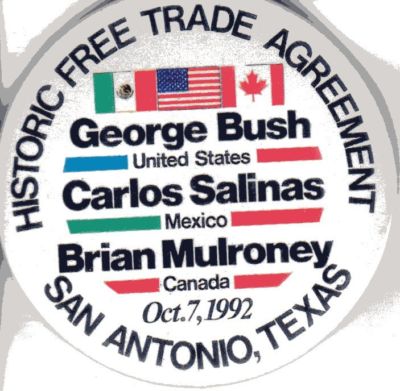 HISTORIC FREE TRADE AGREEMENT
George Bush
United States
Carlos Salinas
Mexico
Brian Mulroney
Canada
Oct.7,1992
SAN ANTONIO, TEXAS